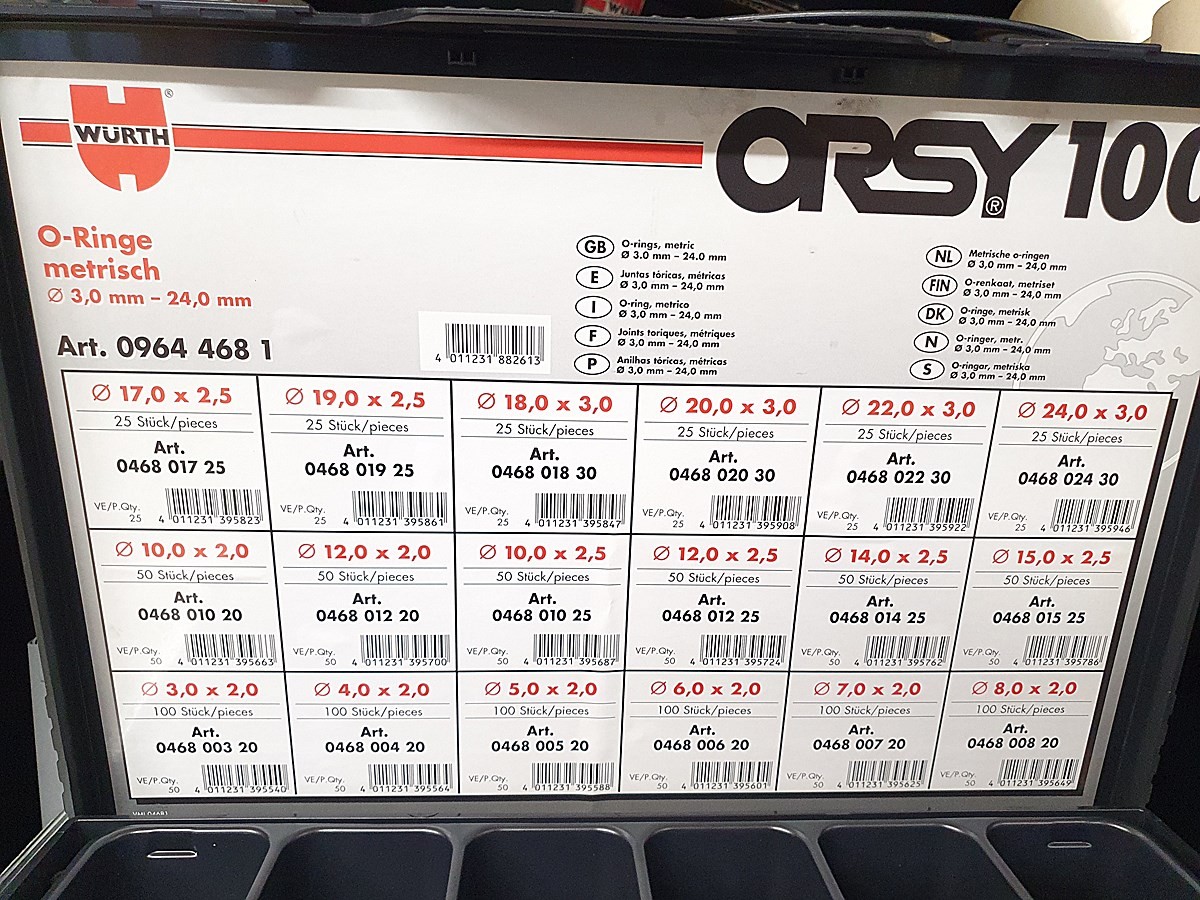 WÜRTH®
ORSY® 100
O-Ringe
metrisch
Ø 3,0 mm – 24,0 mm
Art. 0964 468 1
4 011231 882613
GB O-rings, metric
Ø 3.0 mm – 24.0 mm
E Juntas tóricas, métricas
Ø 3,0 mm – 24,0 mm
I O-ring, metrico
Ø 3,0 mm – 24,0 mm
F Joints toriques, métriques
Ø 3,0 mm – 24,0 mm
P Anilhas tóricas, métricas
Ø 3,0 mm – 24,0 mm
NL Metrische o-ringen
Ø 3,0 mm – 24,0 mm
FIN O-renkaat, metriset
Ø 3,0 mm – 24,0 mm
DK O-ringe, metrisk
Ø 3,0 mm – 24,0 mm
N O-ringer, metr.
Ø 3,0 mm – 24,0 mm
S O-ringar, metriska
Ø 3,0 mm – 24,0 mm
Ø 17,0 x 2,5
25 Stück/pieces
Art.
0468 017 25
VE/P.Qty.
25 4 011231 395823
Ø 19,0 x 2,5
25 Stück/pieces
Art.
0468 019 25
VE/P.Qty.
25 4 011231 395861
Ø 18,0 x 3,0
25 Stück/pieces
Art.
0468 018 30
VE/P.Qty.
25 4 011231 395847
Ø 20,0 x 3,0
25 Stück/pieces
Art.
0468 020 30
VE/P.Qty.
25 4 011231 395908
Ø 22,0 x 3,0
25 Stück/pieces
Art.
0468 022 30
VE/P.Qty.
25 4 011231 395922
Ø 24,0 x 3,0
25 Stück/pieces
Art.
0468 024 30
VE/P.Qty.
25 4 011231 395946
Ø 10,0 x 2,0
50 Stück/pieces
Art.
0468 010 20
VE/P.Qty.
50 4 011231 395663
Ø 12,0 x 2,0
50 Stück/pieces
Art.
0468 012 20
VE/P.Qty.
50 4 011231 395700
Ø 10,0 x 2,5
50 Stück/pieces
Art.
0468 010 25
VE/P.Qty.
50 4 011231 395687
Ø 12,0 x 2,5
50 Stück/pieces
Art.
0468 012 25
VE/P.Qty.
50 4 011231 395724
Ø 14,0 x 2,5
50 Stück/pieces
Art.
0468 014 25
VE/P.Qty.
50 4 011231 395762
Ø 15,0 x 2,5
50 Stück/pieces
Art.
0468 015 25
VE/P.Qty.
50 4 011231 395786
Ø 3,0 x 2,0
100 Stück/pieces
Art.
0468 003 20
VE/P.Qty.
50 4 011231 395540
Ø 4,0 x 2,0
100 Stück/pieces
Art.
0468 004 20
VE/P.Qty.
50 4 011231 395564
Ø 5,0 x 2,0
100 Stück/pieces
Art.
0468 005 20
VE/P.Qty.
50 4 011231 395588
Ø 6,0 x 2,0
100 Stück/pieces
Art.
0468 006 20
VE/P.Qty.
50 4 011231 395601
Ø 7,0 x 2,0
100 Stück/pieces
Art.
0468 007 20
VE/P.Qty.
50 4 011231 395625
Ø 8,0 x 2,0
100 Stück/pieces
Art.
0468 008 20
VE/P.Qty.
50 4 011231 395649